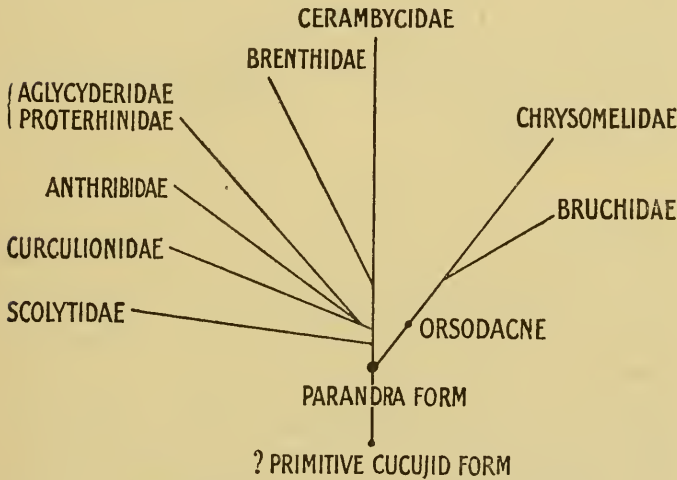 CERAMBYCIDAE
BRENTHIDAE
AGLYCYDERIDAE
PROTERHINIDAE
CHRYSOMELIDAE
ANTHRIBIDAE
BRUCHIDAE
CURCULIONIDAE
SCOLYTIDAE
ORSODACNE
PARANDRA FORM
? PRIMITIVE CUCUJID FORM